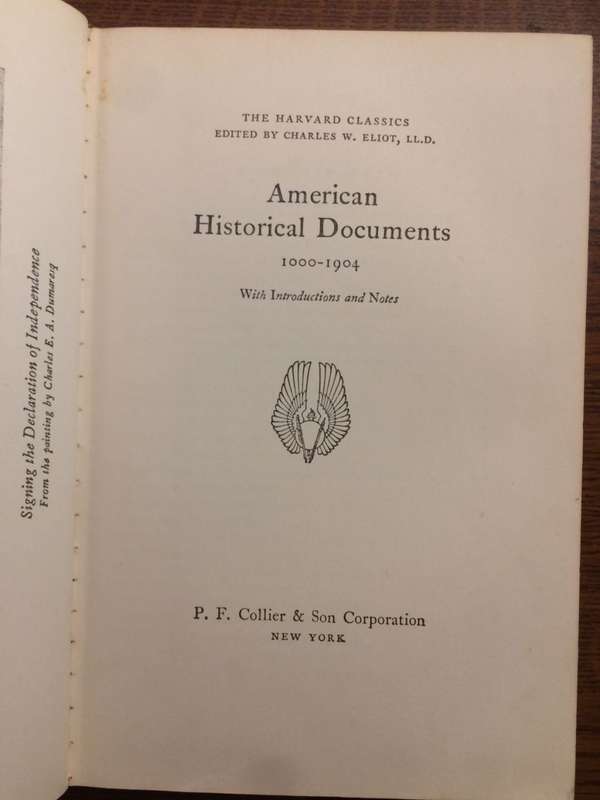 Signing the Declaration of Independence
From the painting by Charles E. A. Dumaresq
THE HARVARD CLASSICS
EDITED BY CHARLES W. ELIOT, LL.D.
American
Historical Documents
1000-1904
With Introductions and Notes
P. F. Collier & Son Corporation
NEW YORK